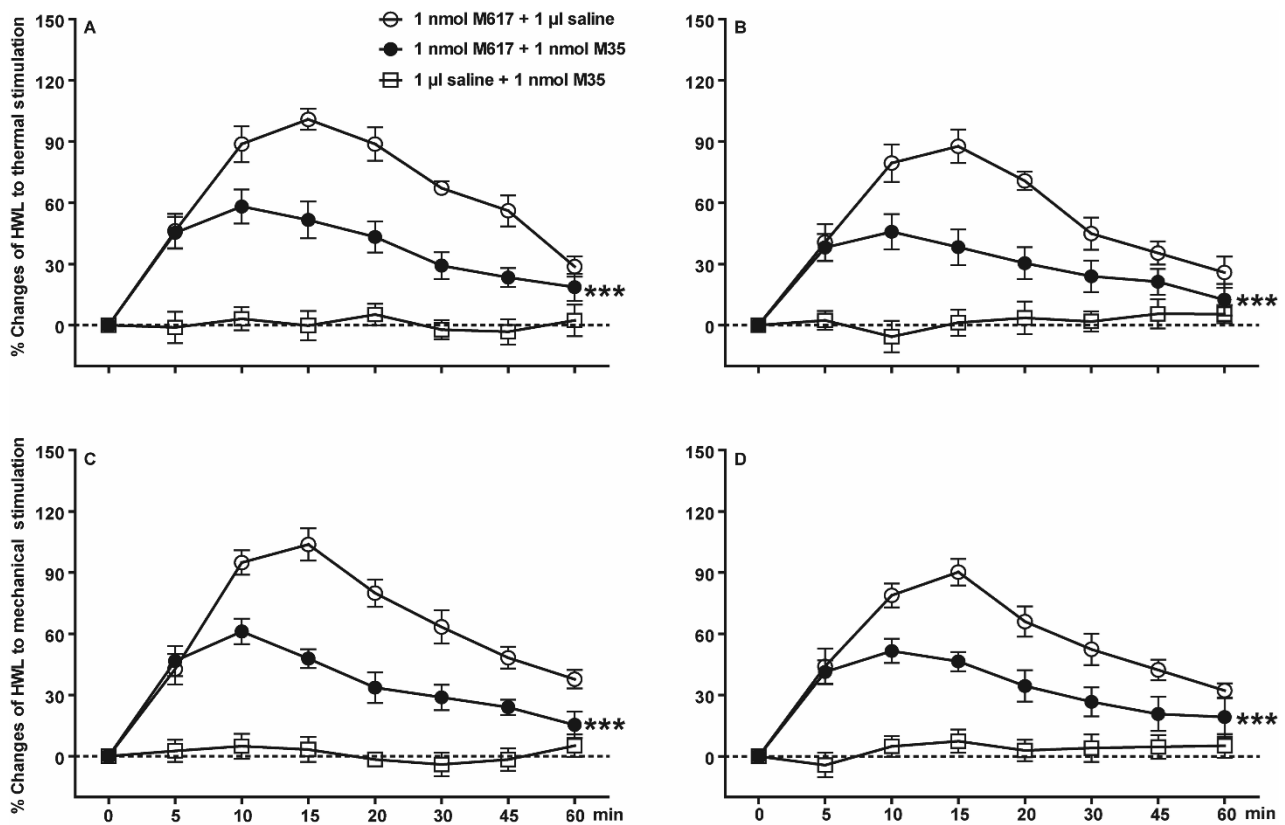 A
1 nmol M617 + 1 µl saline
1 nmol M617 + 1 nmol M35
1 µl saline + 1 nmol M35
% Changes of HWL to thermal stimulation
150
120
90
60
30
0
***
B
150
120
90
60
30
0
***
C
% Changes of HWL to mechanical stimulation
150
120
90
60
30
0
***
0 5 10 15 20 30 45 60 min
D
150
120
90
60
30
0
***
0 5 10 15 20 30 45 60 min